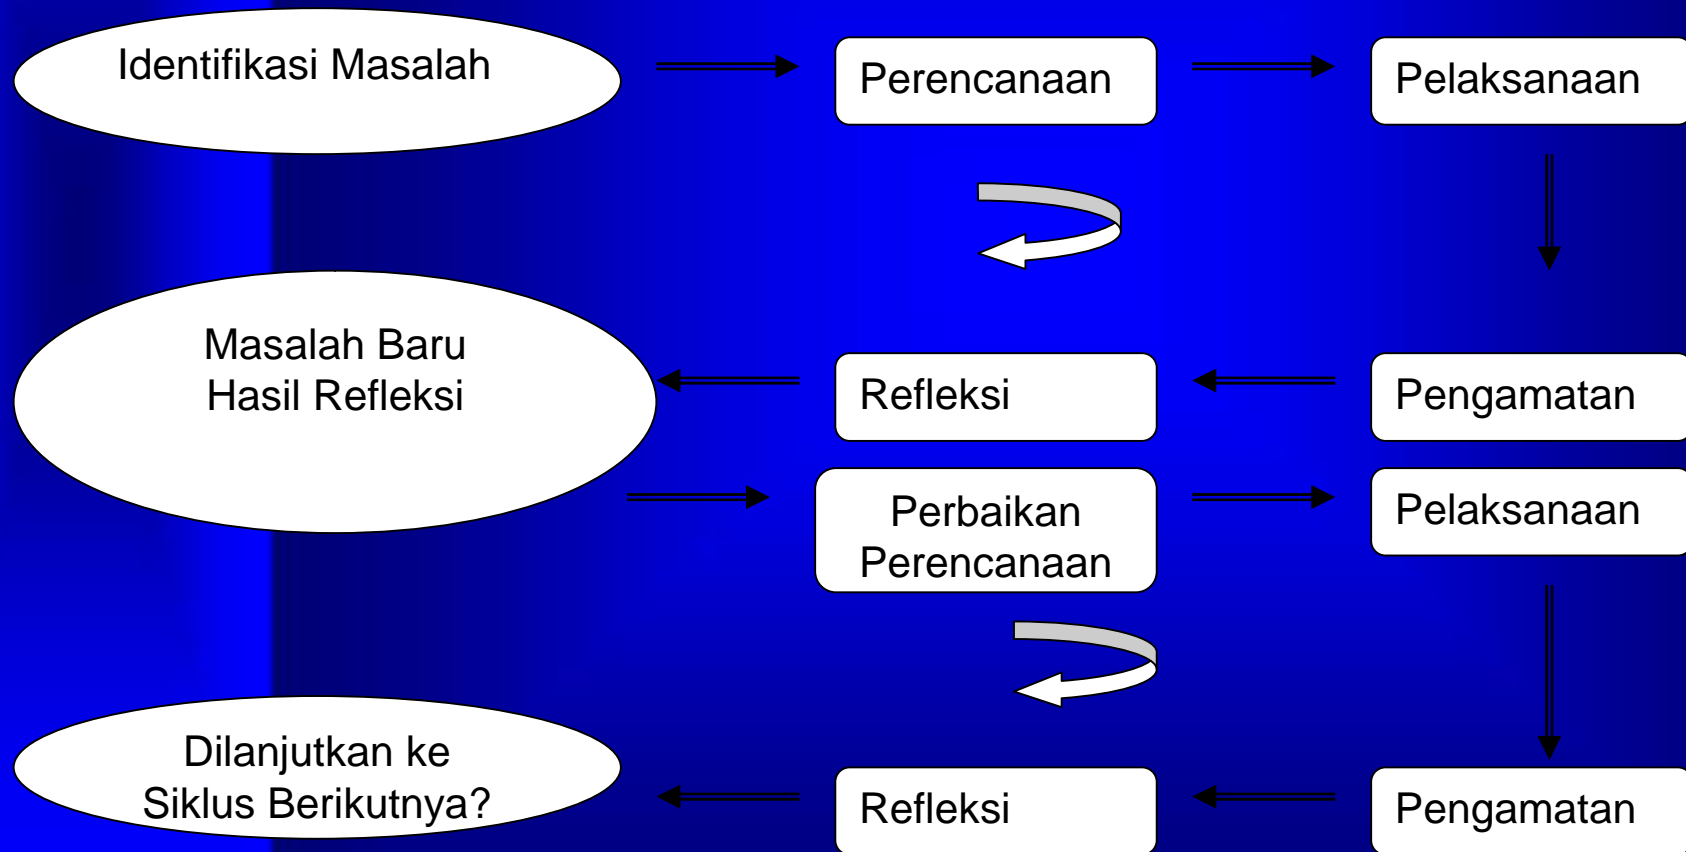 Identifikasi Masalah
Perencanaan
Pelaksanaan
Masalah Baru
Hasil Refleksi
Refleksi
Pengamatan
Perbaikan
Perencanaan
Pelaksanaan
Dilanjutkan ke
Siklus Berikutnya?
Refleksi
Pengamatan